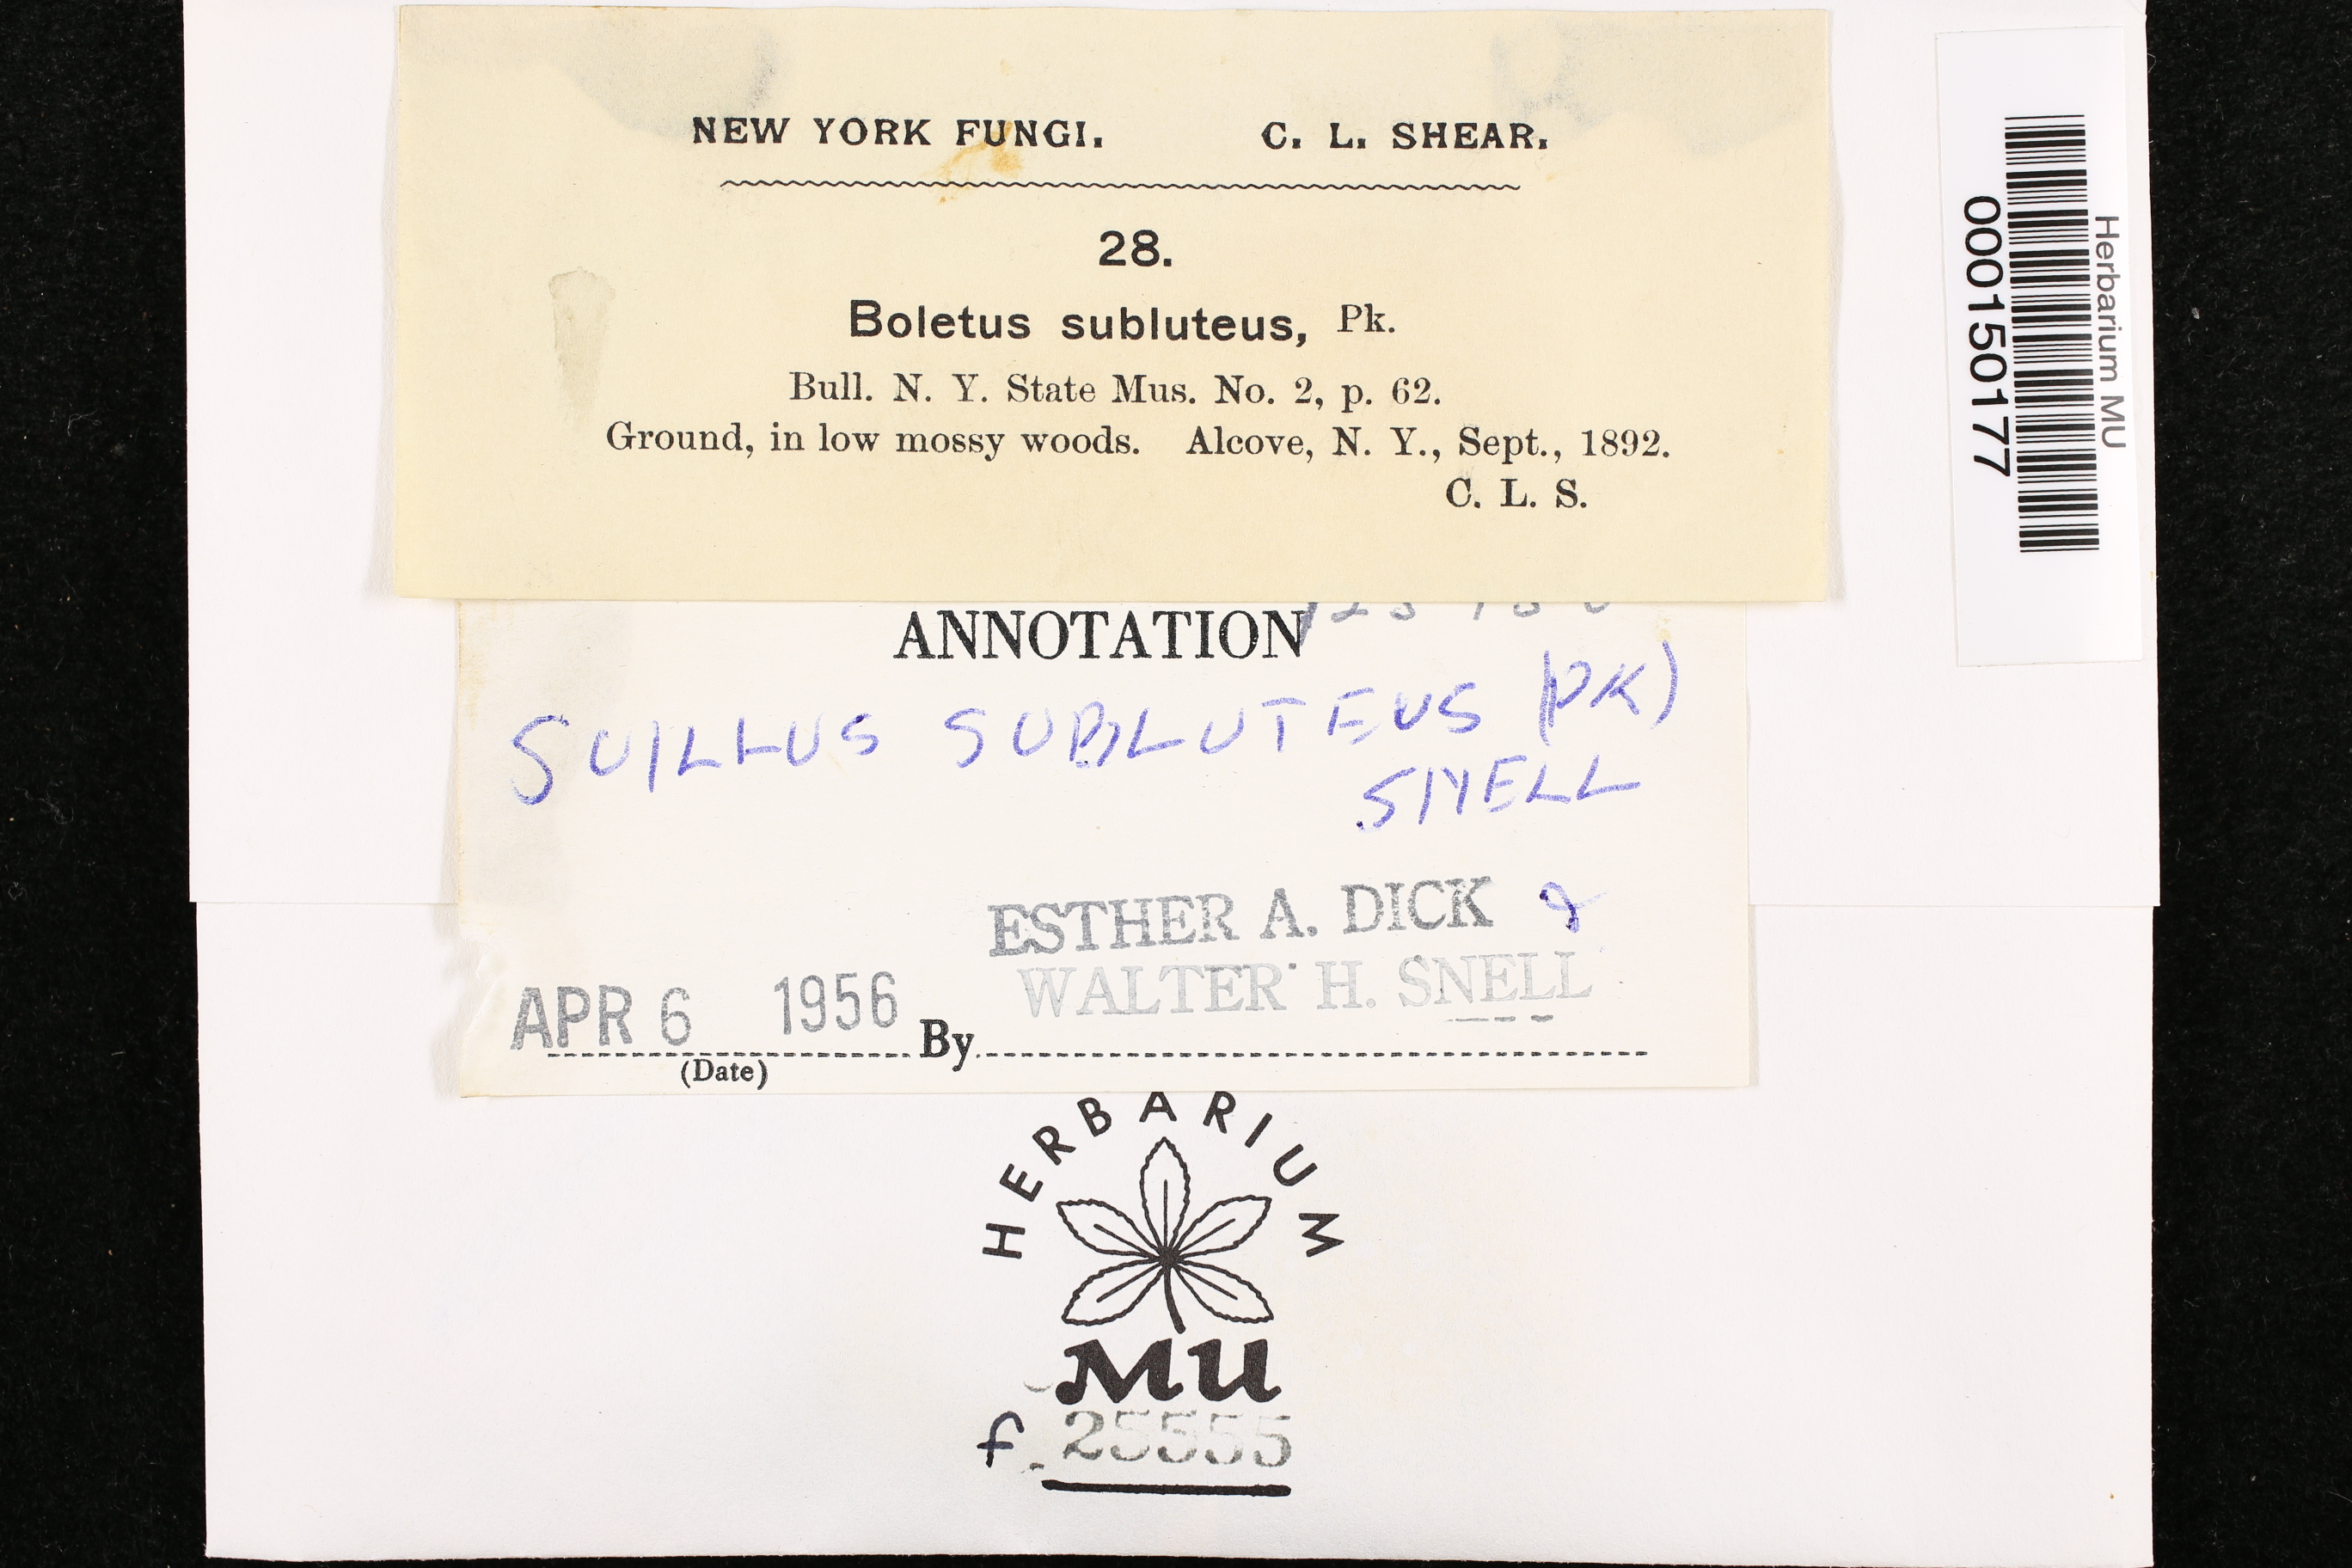 NEW YORK FUNGI. C. L. SHEAR.
28.
Boletus subluteus, Pk.
Bull. N. Y. State Mus. No. 2, p. 62.
Ground, in low mossy woods. Alcove, N. Y., Sept., 1892.
C. L. S.
Herbarium MU
000150177
ANNOTATION
SUILLUS SUBLUTEUS (PK)
SNELL
ESTHER A. DICK &
WALTER H. SNELL
APR 6 1956 By
(Date)
HERBARIUM
MU
f. 25555